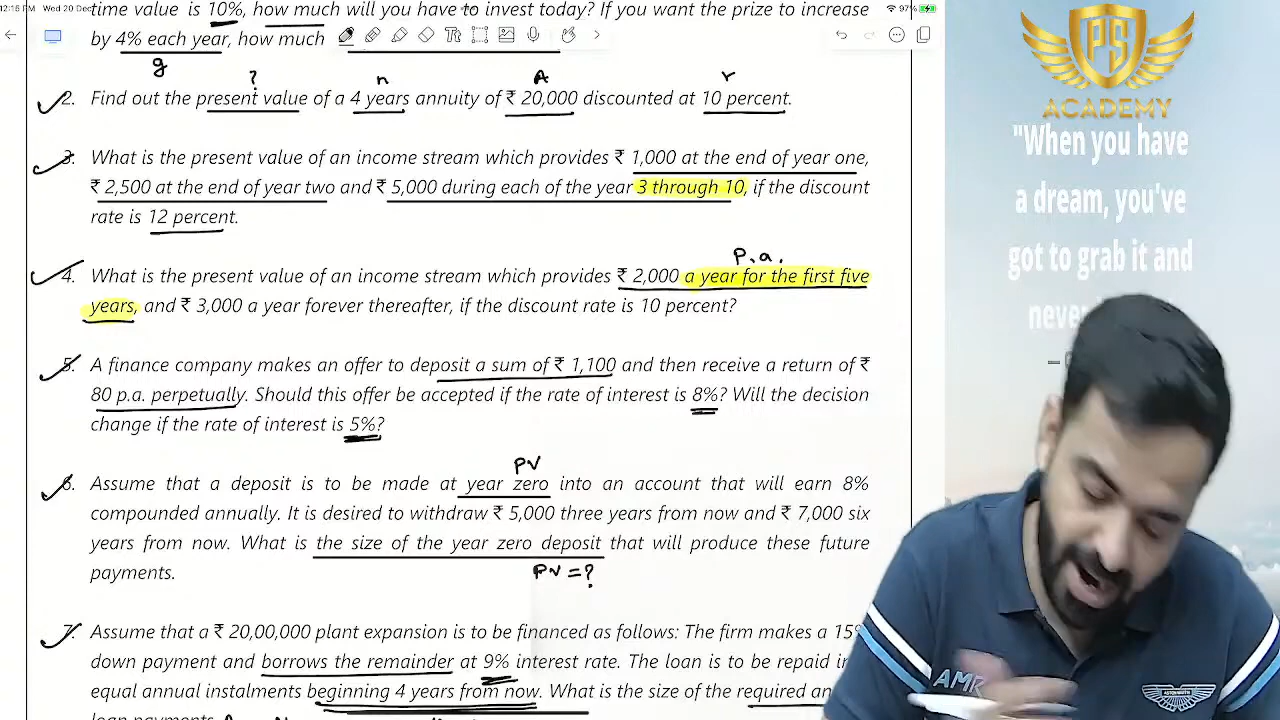 12:15 PM Wed 20 Dec
97%
time value is 10%, how much will you have to invest today? If you want the prize to increase
by 4% each year, how much
g
? n A r
2. Find out the present value of a 4 years annuity of ₹ 20,000 discounted at 10 percent.
3. What is the present value of an income stream which provides ₹ 1,000 at the end of year one,
₹ 2,500 at the end of year two and ₹ 5,000 during each of the year 3 through 10, if the discount
rate is 12 percent.
P.a.
4. What is the present value of an income stream which provides ₹ 2,000 a year for the first five
years, and ₹ 3,000 a year forever thereafter, if the discount rate is 10 percent?
5. A finance company makes an offer to deposit a sum of ₹ 1,100 and then receive a return of ₹
80 p.a. perpetually. Should this offer be accepted if the rate of interest is 8%? Will the decision
change if the rate of interest is 5%?
PV
6. Assume that a deposit is to be made at year zero into an account that will earn 8%
compounded annually. It is desired to withdraw ₹ 5,000 three years from now and ₹ 7,000 six
years from now. What is the size of the year zero deposit that will produce these future
payments.
PV = ?
7. Assume that a ₹ 20,00,000 plant expansion is to be financed as follows: The firm makes a 15%
down payment and borrows the remainder at 9% interest rate. The loan is to be repaid in
equal annual instalments beginning 4 years from now. What is the size of the required
loan payments
PS
ACADEMY
"When you have
a dream, you've
got to grab it and
never
AMR
ASTON MARTIN